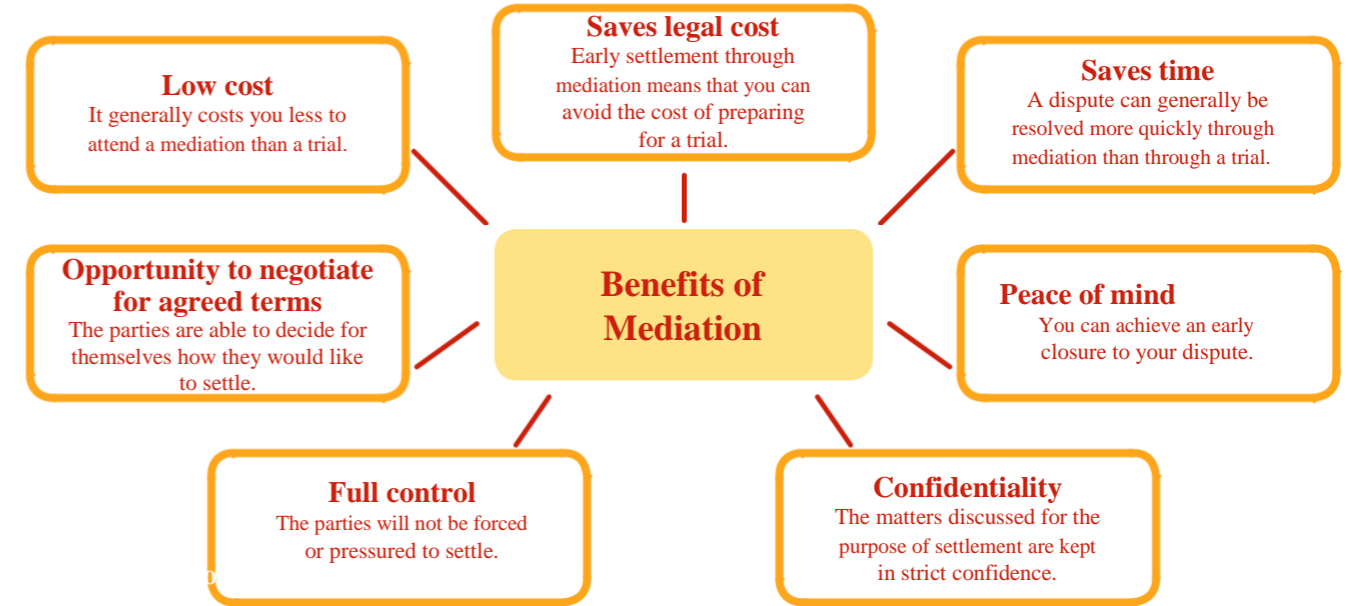 Saves legal cost
Early settlement through
mediation means that you can
avoid the cost of preparing
for a trial.
Low cost
It generally costs you less to
attend a mediation than a trial.
Saves time
A dispute can generally be
resolved more quickly through
mediation than through a trial.
Benefits of
Mediation
Opportunity to negotiate
for agreed terms
The parties are able to decide for
themselves how they would like
to settle.
Peace of mind
You can achieve an early
closure to your dispute.
Full control
The parties will not be forced
or pressured to settle.
Confidentiality
The matters discussed for the
purpose of settlement are kept
in strict confidence.